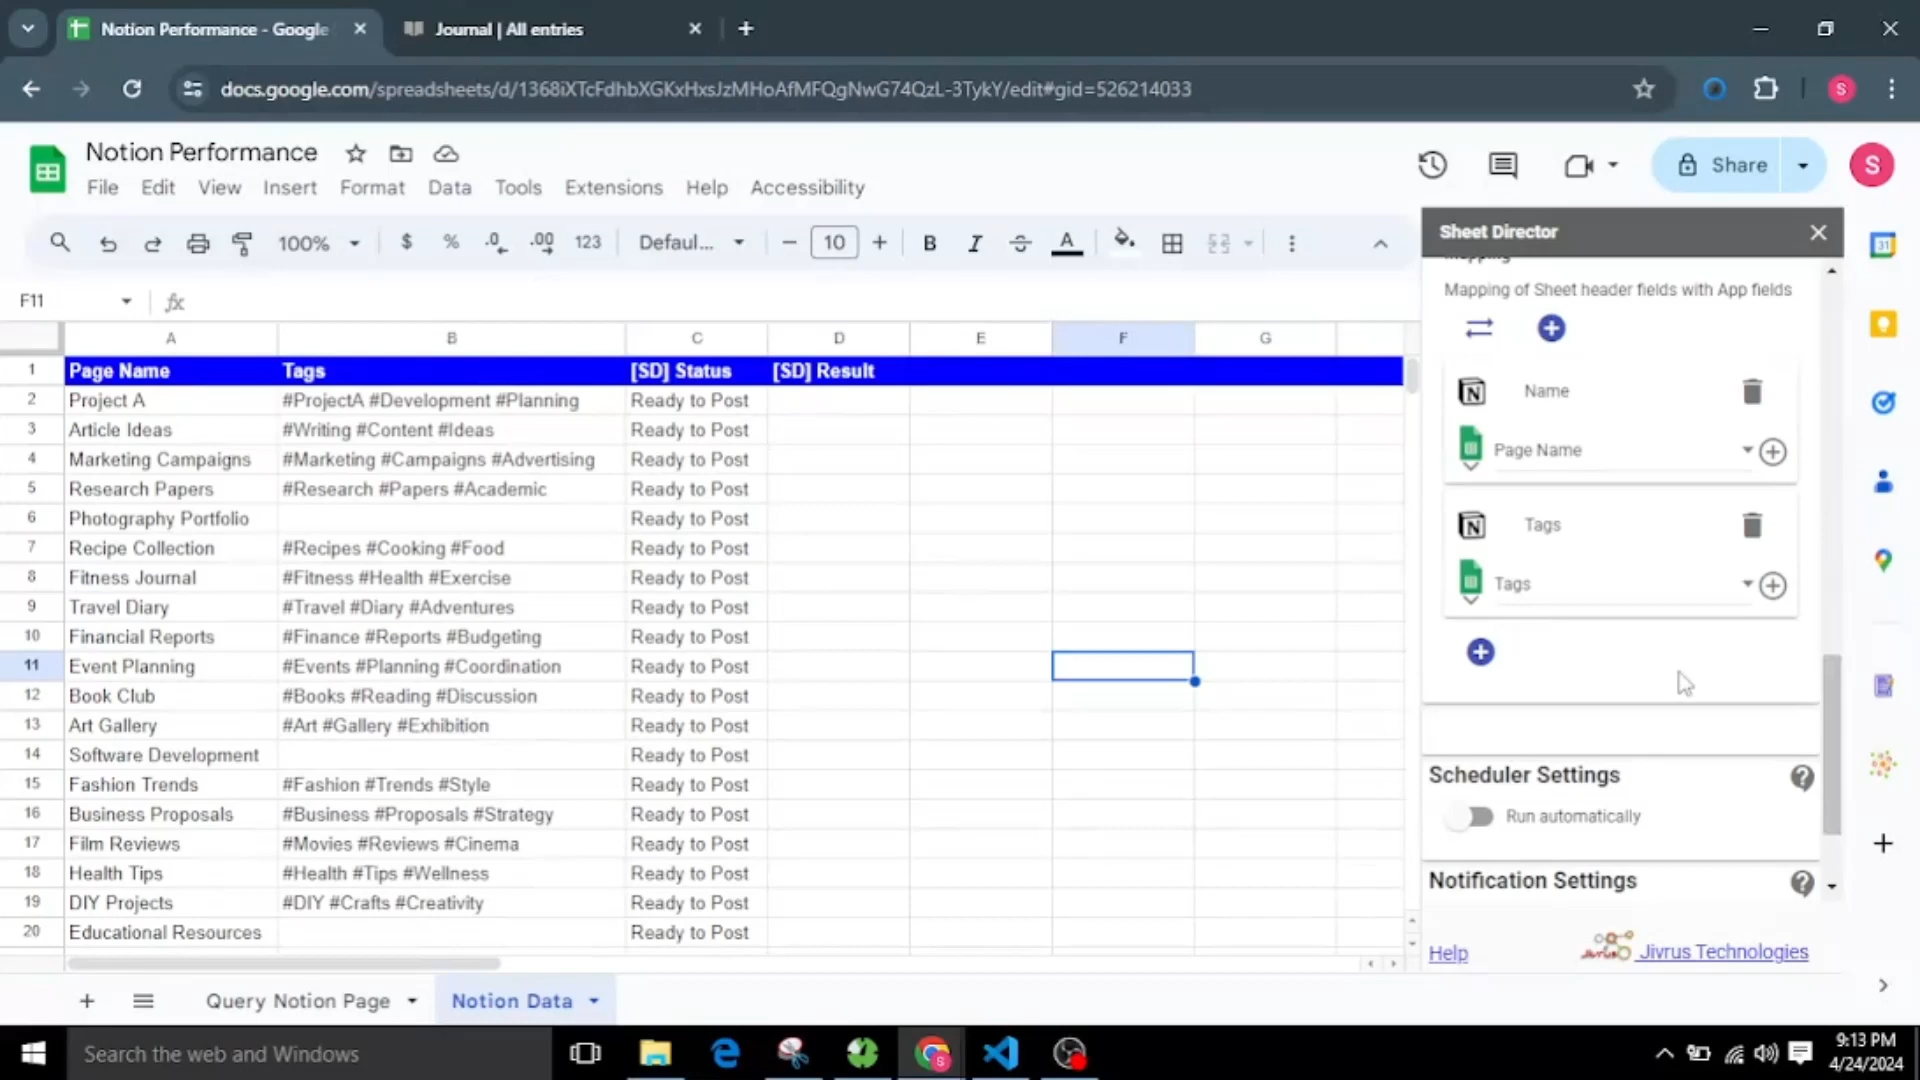 Notion Performance - Google
Journal | All entries
docs.google.com/spreadsheets/d/1368iXTcFdhbXGKxHxsJzMHoAfMFQgNwG74QzL-3TykY/edit#gid=526214033
S
Notion Performance
Share
S
File Edit View Insert Format Data Tools Extensions Help Accessibility
100% $ % .0 .00 123 Defaul... 10 B I A
F11 fx
A B C D E F G
1 Page Name Tags [SD] Status [SD] Result
2 Project A #ProjectA #Development #Planning Ready to Post
3 Article Ideas #Writing #Content #Ideas Ready to Post
4 Marketing Campaigns #Marketing #Campaigns #Advertising Ready to Post
5 Research Papers #Research #Papers #Academic Ready to Post
6 Photography Portfolio Ready to Post
7 Recipe Collection #Recipes #Cooking #Food Ready to Post
8 Fitness Journal #Fitness #Health #Exercise Ready to Post
9 Travel Diary #Travel #Diary #Adventures Ready to Post
10 Financial Reports #Finance #Reports #Budgeting Ready to Post
11 Event Planning #Events #Planning #Coordination Ready to Post
12 Book Club #Books #Reading #Discussion Ready to Post
13 Art Gallery #Art #Gallery #Exhibition Ready to Post
14 Software Development Ready to Post
15 Fashion Trends #Fashion #Trends #Style Ready to Post
16 Business Proposals #Business #Proposals #Strategy Ready to Post
17 Film Reviews #Movies #Reviews #Cinema Ready to Post
18 Health Tips #Health #Tips #Wellness Ready to Post
19 DIY Projects #DIY #Crafts #Creativity Ready to Post
20 Educational Resources Ready to Post
Query Notion Page
Notion Data
Sheet Director
Mapping
Mapping of Sheet header fields with App fields
Name
Page Name
Tags
Tags
Scheduler Settings
Run automatically
Notification Settings
Help
Jivrus Technologies
31
Search the web and Windows
9:13 PM
4/24/2024